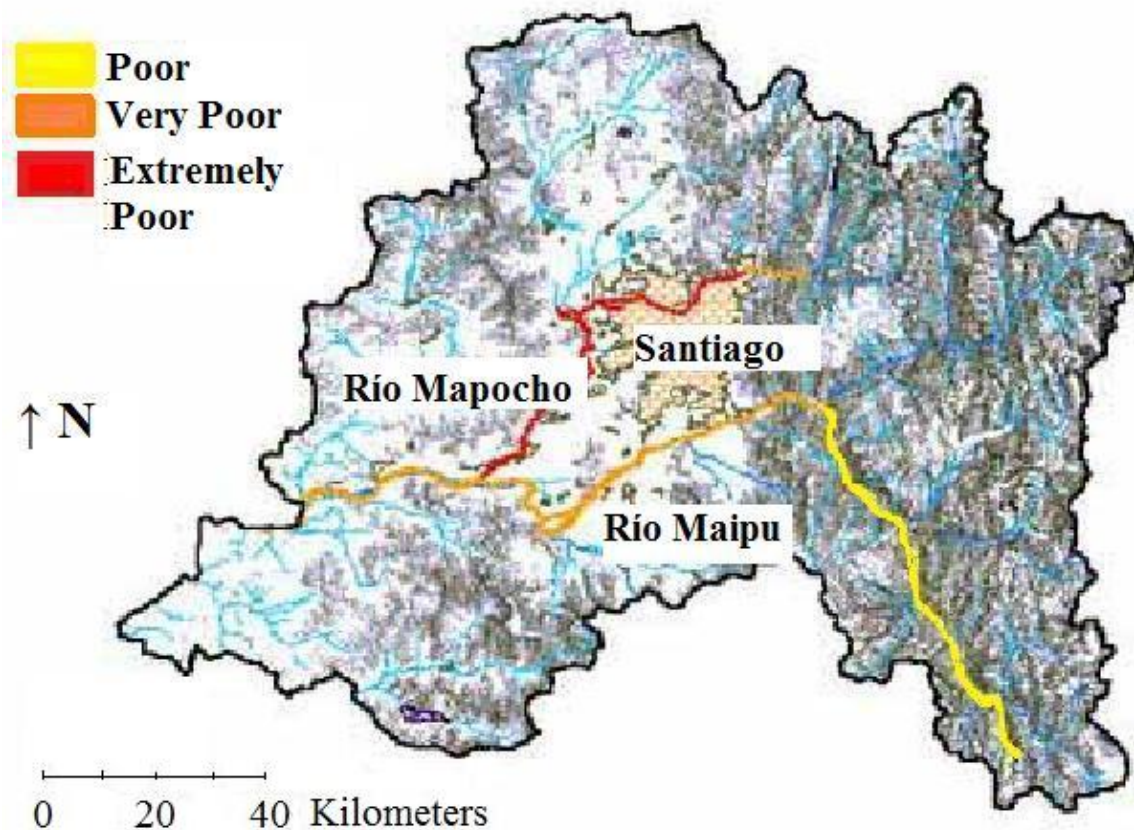 Poor
Very Poor
Extremely
Poor
Santiago
Río Mapocho
↑ N
Río Maipu
0 20 40 Kilometers